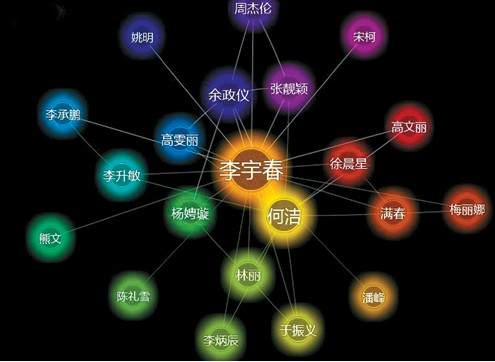 周杰伦
姚明
宋柯
余政仪
张靓颖
李承鹏
高雯丽
高文丽
李宇春
徐晨星
李升敏
杨娉璇
何洁
满春
梅丽娜
熊文
林丽
陈礼雪
潘峰
李炳辰
于振义